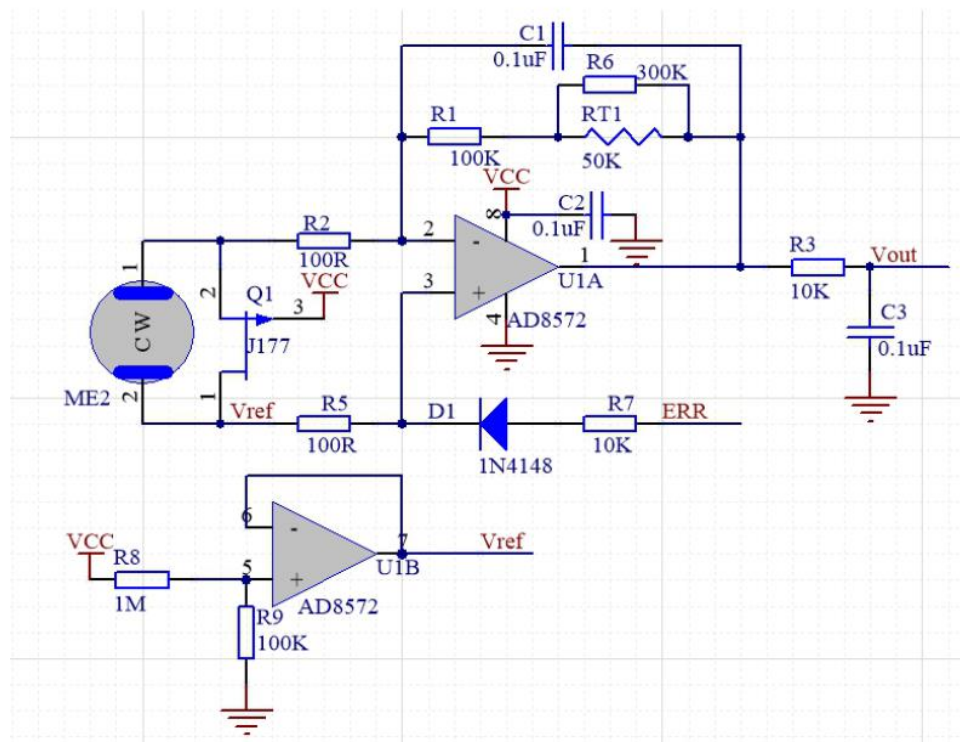 C1
0.1uF
R6
300K
R1
100K
RT1
50K
VCC
C2
0.1uF
8
R2
100R
2
-
3
+
1
U1A
4
AD8572
R3
10K
Vout
C3
0.1uF
VCC
1
2
Q1
3
J177
CW
ME2
2
1
Vref
R5
100R
D1
1N4148
R7
10K
ERR
6
-
7
Vref
U1B
VCC
R8
1M
5
+
AD8572
R9
100K